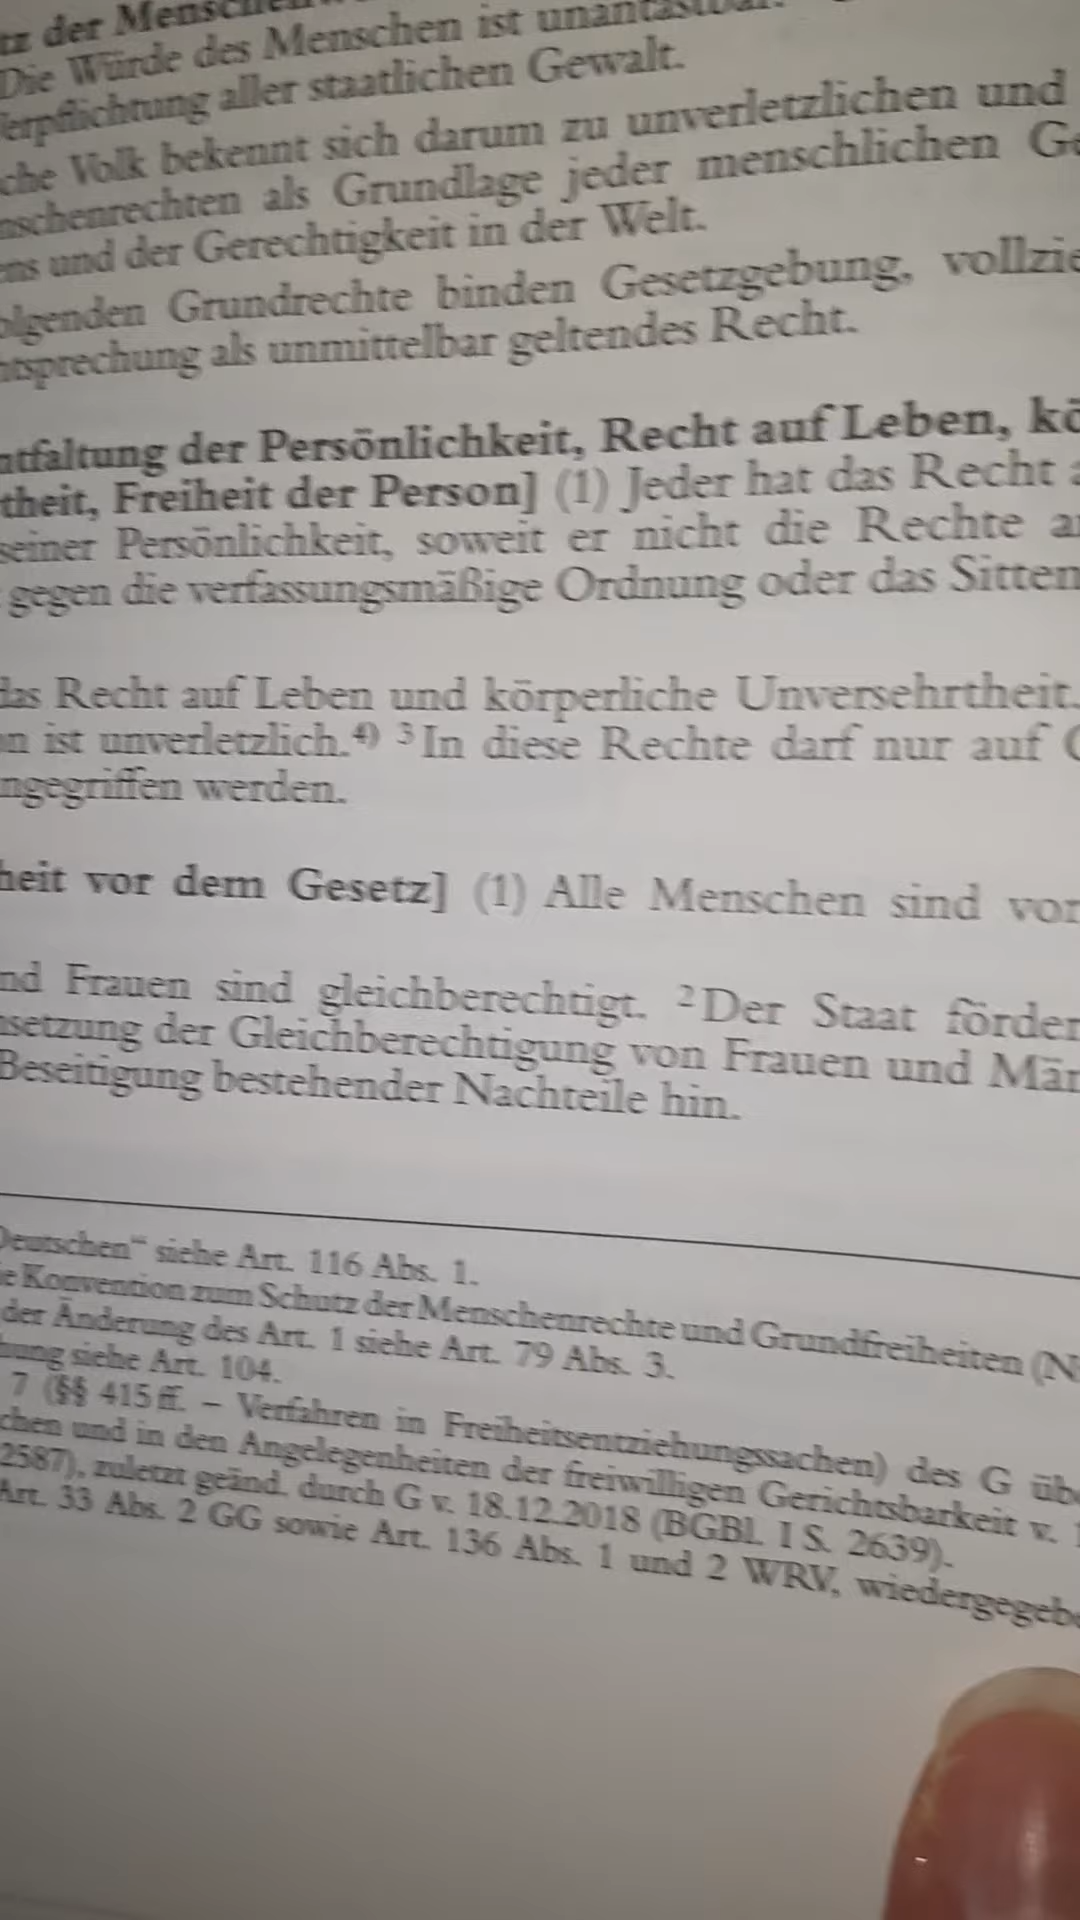 der
Die Würde des Menschen ist
aller staatlichen Gewalt.
che Volk bekennt sich darum zu unverletzlichen und
nschenrechten als Grundlage jeder menschlichen
ens und der Gerechtigkeit in der Welt.
olgenden Grundrechte binden Gesetzgebung, vollzie
htsprechung als unmittelbar geltendes Recht.
ntfaltung der Persönlichkeit, Recht auf Leben, kö
theit, Freiheit der Person] (1) Jeder hat das Recht a
seiner Persönlichkeit, soweit er nicht die Rechte
gegen die verfassungsmäßige Ordnung oder das Sitten
das Recht auf Leben und körperliche Unversehrtheit.
n ist unverletzlich.4) 3 In diese Rechte darf nur auf
ngegriffen werden.
heit vor dem Gesetz] (1) Alle Menschen sind vor
nd Frauen sind gleichberechtigt. 2 Der Staat förder
hsetzung der Gleichberechtigung von Frauen und Män
Beseitigung bestehender Nachteile hin.
Deutschen“ siehe Art. 116 Abs. 1.
ie Konvention zum Schutz der Menschenrechte und Grundfreiheiten (N
der Änderung des Art. 1 siehe Art. 79 Abs. 3.
hung siehe Art. 104.
7 (§§ 415 ff. – Verfahren in Freiheitsentziehungssachen) des G übe
chen und in den Angelegenheiten der freiwilligen Gerichtsbarkeit v.
2587), zuletzt geänd. durch G v. 18.12.2018 (BGBl. I S. 2639).
Art. 33 Abs. 2 GG sowie Art. 136 Abs. 1 und 2 WRV, wiedergegebe